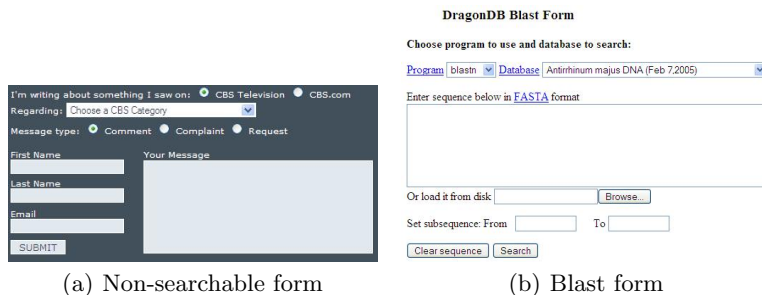 I'm writing about something I saw on: CBS Television CBS.com
Regarding: Choose a CBS Category
Message type: Comment Complaint Request
First Name
Your Message
Last Name
Email
SUBMIT
(a) Non-searchable form
DragonDB Blast Form
Choose program to use and database to search:
Program blastn Database Antirrhinum majus DNA (Feb 7,2005)
Enter sequence below in FASTA format
Or load it from disk Browse...
Set subsequence: From To
Clear sequence Search
(b) Blast form